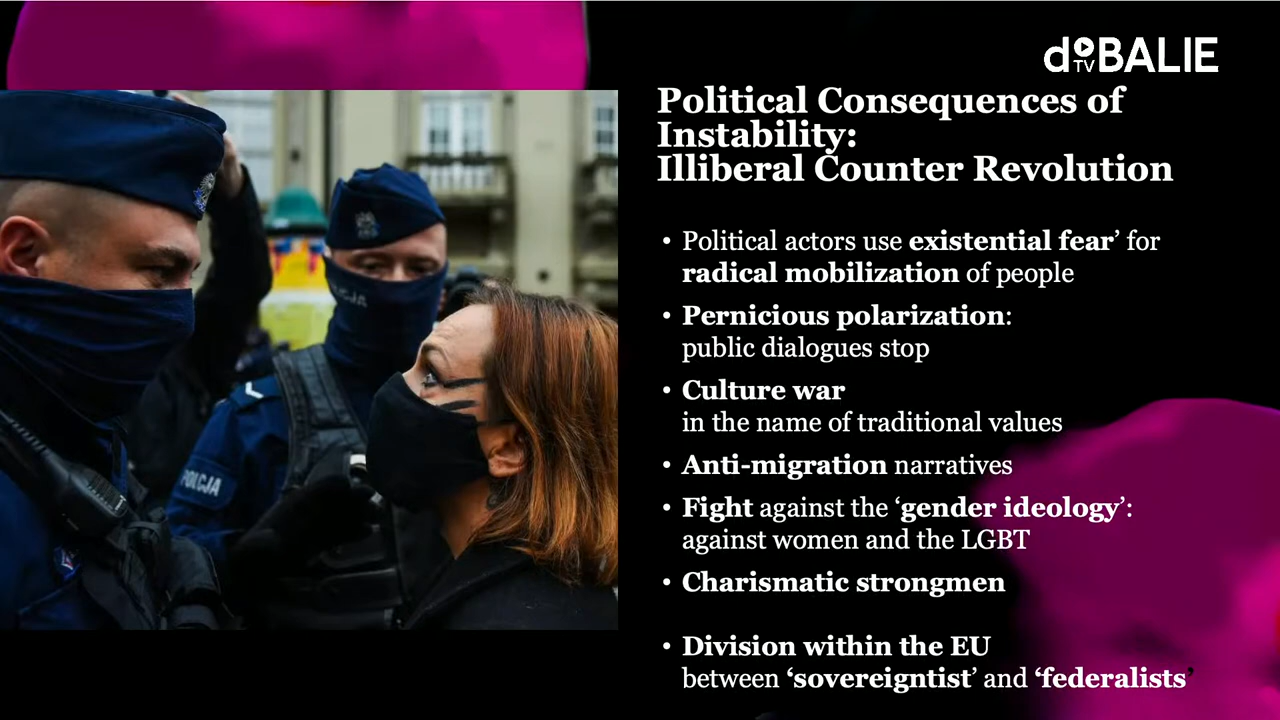 de BALIE
TV
Political Consequences of
Instability:
Illiberal Counter Revolution
• Political actors use existential fear’ for
radical mobilization of people
• Pernicious polarization:
public dialogues stop
• Culture war
in the name of traditional values
• Anti-migration narratives
• Fight against the ‘gender ideology’:
against women and the LGBT
• Charismatic strongmen
• Division within the EU
between ‘sovereigntist’ and ‘federalists’
POLICJA